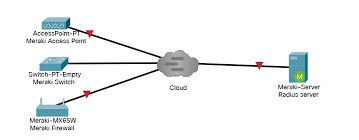 AccessPoint-PT
Meraki Access Point
Switch-PT-Empty
Meraki Switch
Meraki-MX65W
Meraki Firewall
Cloud
Meraki-Server
Radius server
M